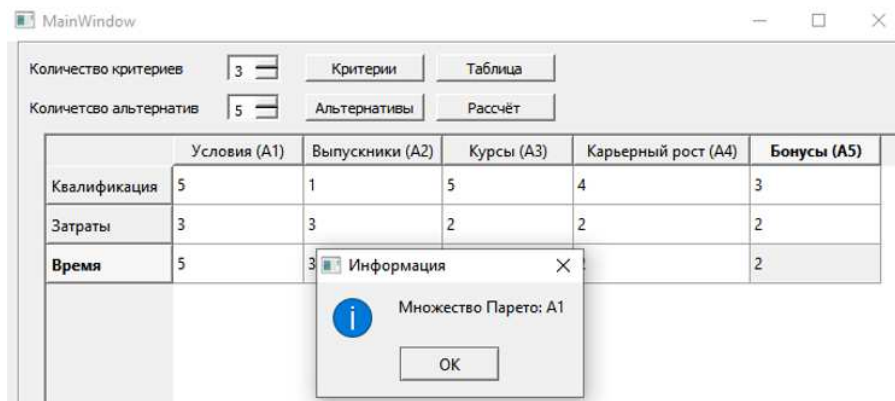 MainWindow
Количество критериев 3 Критерии Таблица
Количетсво альтернатив 5 Альтернативы Рассчёт
Условия (A1) Выпускники (A2) Курсы (A3) Карьерный рост (A4) Бонусы (A5)
Квалификация 5 1 5 4 3
Затраты 3 3 2 2 2
Время 5 3 2
Информация
Множество Парето: A1
OK